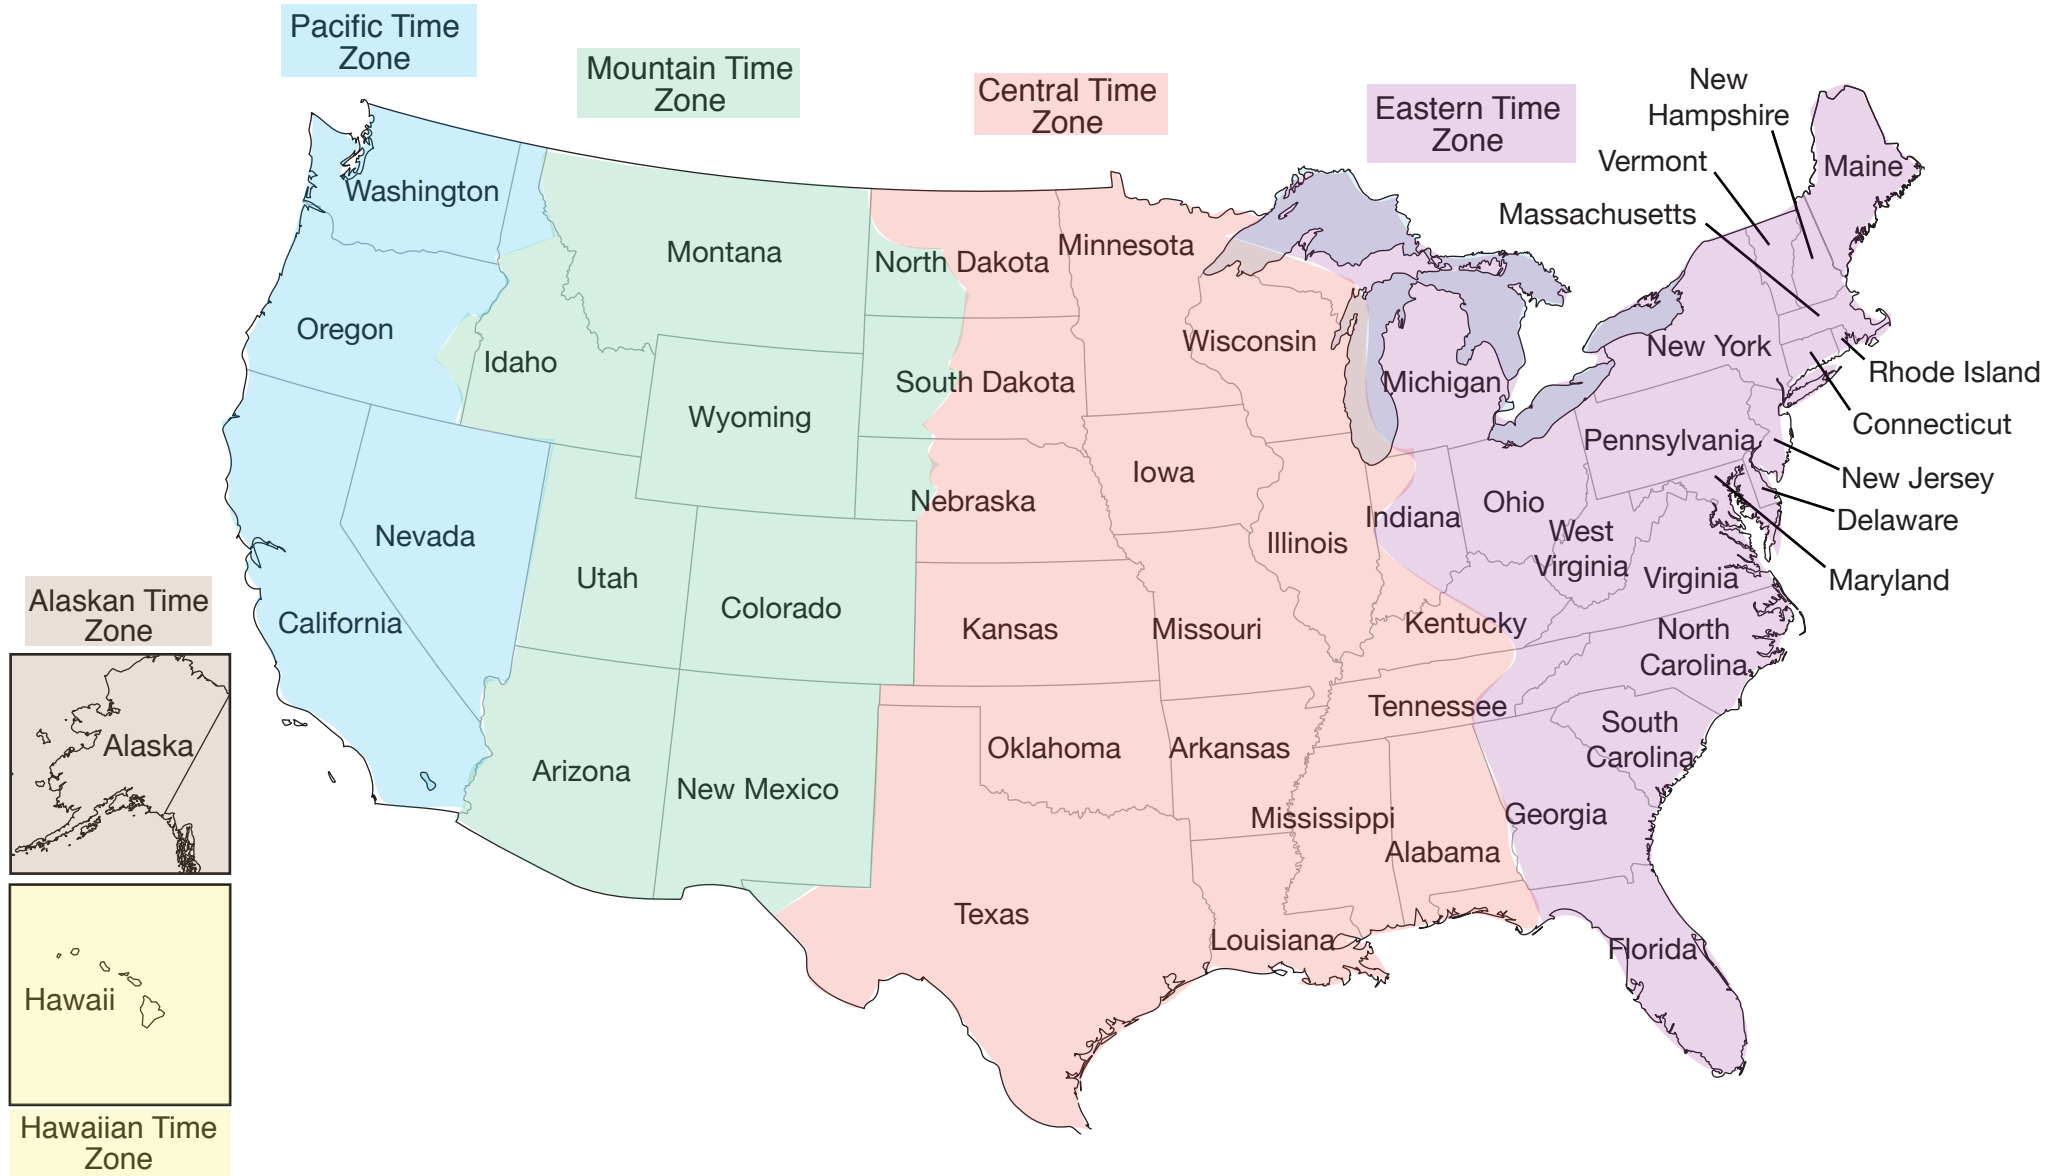 Pacific Time
Zone
Mountain Time
Zone
Central Time
Zone
Eastern Time
Zone
New
Hampshire
Vermont
Maine
Massachusetts
Washington
Montana
North Dakota
Minnesota
Oregon
Idaho
Wisconsin
Michigan
New York
Rhode Island
South Dakota
Wyoming
Connecticut
Pennsylvania
Iowa
New Jersey
Nebraska
Ohio
Indiana
Delaware
Nevada
Illinois
West
Virginia
Virginia
Maryland
Utah
Colorado
Alaskan Time
Zone
California
Kansas
Missouri
Kentucky
North
Carolina
Tennessee
South
Carolina
Alaska
Oklahoma
Arkansas
Arizona
New Mexico
Mississippi
Georgia
Alabama
Texas
Louisiana
Florida
Hawaii
Hawaiian Time
Zone